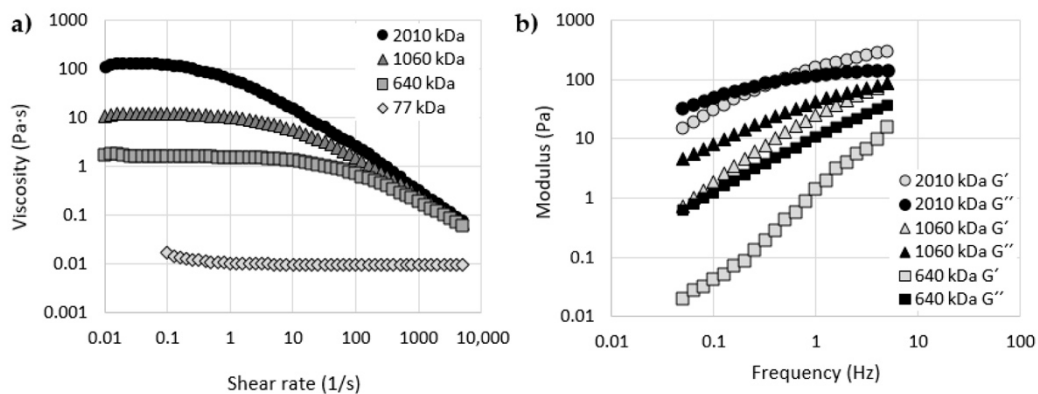 a)
Viscosity (Pa·s)
1000
100
10
1
0.1
0.01
0.001
2010 kDa
1060 kDa
640 kDa
77 kDa
0.01 0.1 1 10 100 1000 10,000
Shear rate (1/s)
b)
Modulus (Pa)
1000
100
10
1
0.1
0.01
2010 kDa G′
2010 kDa G′′
1060 kDa G′
1060 kDa G′′
640 kDa G′
640 kDa G′′
0.01 0.1 1 10 100
Frequency (Hz)